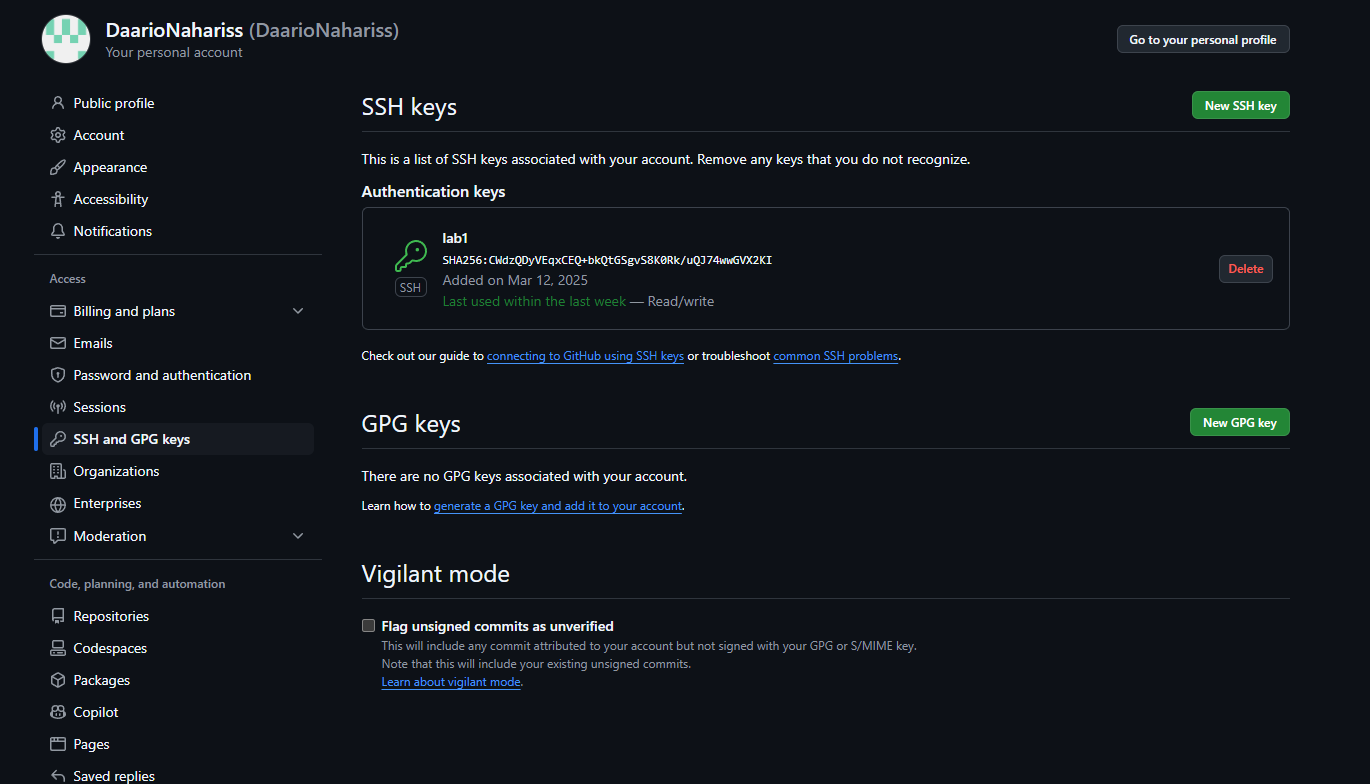 DaarioNahariss (DaarioNahariss)
Your personal account
Go to your personal profile
Public profile
Account
Appearance
Accessibility
Notifications
Access
Billing and plans
Emails
Password and authentication
Sessions
SSH and GPG keys
Organizations
Enterprises
Moderation
Code, planning, and automation
Repositories
Codespaces
Packages
Copilot
Pages
Saved replies
SSH keys
New SSH key
This is a list of SSH keys associated with your account. Remove any keys that you do not recognize.
Authentication keys
lab1
SHA256:CWdzQDyVEqxCEQ+bkQtGSgvS8K0Rk/uQJ74wwGVX2KI
Added on Mar 12, 2025
Last used within the last week — Read/write
SSH
Delete
Check out our guide to connecting to GitHub using SSH keys or troubleshoot common SSH problems.
GPG keys
New GPG key
There are no GPG keys associated with your account.
Learn how to generate a GPG key and add it to your account.
Vigilant mode
Flag unsigned commits as unverified
This will include any commit attributed to your account but not signed with your GPG or S/MIME key.
Note that this will include your existing unsigned commits.
Learn about vigilant mode.